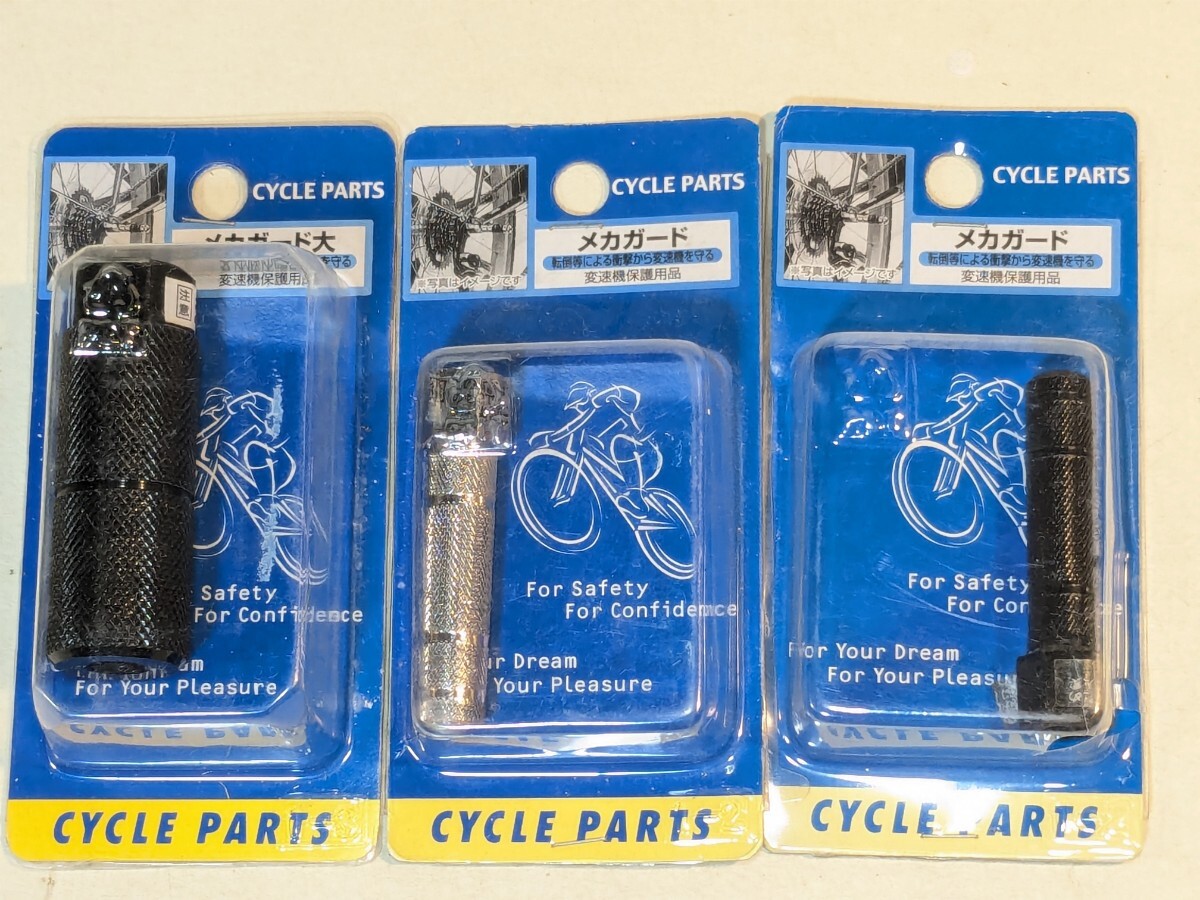 CYCLE PARTS
メカガード大
を守る
変速機保護用品
注意
Safety
For Confidence
For Your Pleasure
CYCLE PARTS
CYCLE PARTS
メカガード
転倒等による衝撃から変速機を守る
変速機保護用品
※写真はイメージです
For Safety
For Confidence
Dream
Your Pleasure
CYCLE PARTS
CYCLE PARTS
メカガード
転倒等による衝撃から変速機を守る
変速機保護用品
※写真はイメージです
For Safety
For
For Your Dream
For Your
CYCLE PARTS